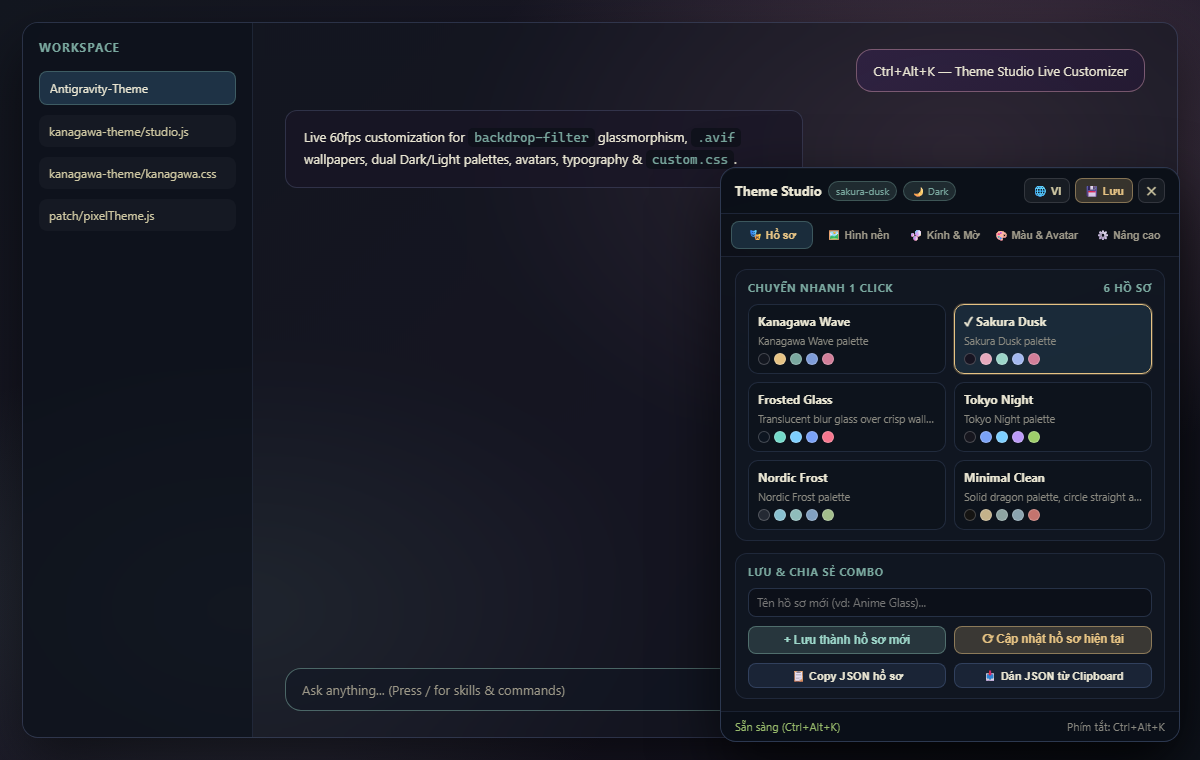 WORKSPACE
Antigravity-Theme
kanagawa-theme/studio.js
kanagawa-theme/kanagawa.css
patch/pixelTheme.js
Ctrl+Alt+K — Theme Studio Live Customizer
Live 60fps customization for backdrop-filter glassmorphism, .avif
wallpapers, dual Dark/Light palettes, avatars, typography & custom.css .
Ask anything... (Press / for skills & commands)
Theme Studio sakura-dusk 🌙 Dark 🌐 VI 💾 Lưu ✕
🎭 Hồ sơ 🖼️ Hình nền Kính & Mờ 🎨 Màu & Avatar ⚙️ Nâng cao
CHUYỂN NHANH 1 CLICK 6 HỒ SƠ
Kanagawa Wave
Kanagawa Wave palette
✓ Sakura Dusk
Sakura Dusk palette
Frosted Glass
Translucent blur glass over crisp wall...
Tokyo Night
Tokyo Night palette
Nordic Frost
Nordic Frost palette
Minimal Clean
Solid dragon palette, circle straight a...
LƯU & CHIA SẺ COMBO
Tên hồ sơ mới (vd: Anime Glass)...
+ Lưu thành hồ sơ mới
⟳ Cập nhật hồ sơ hiện tại
📋 Copy JSON hồ sơ
📥 Dán JSON từ Clipboard
Sẵn sàng (Ctrl+Alt+K)
Phím tắt: Ctrl+Alt+K